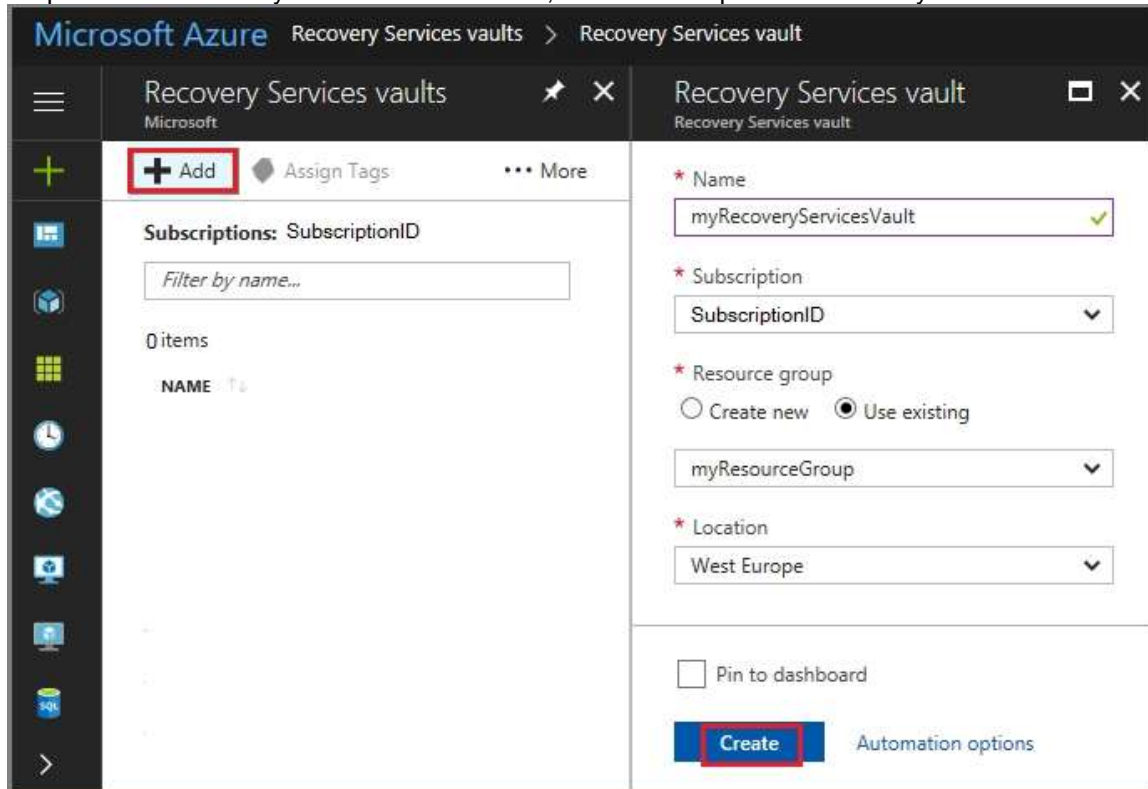 Microsoft Azure Recovery Services vaults > Recovery Services vault
Recovery Services vaults
Microsoft
Add Assign Tags ••• More
Subscriptions: SubscriptionID
Filter by name...
0 items
NAME
SQL
Recovery Services vault
Recovery Services vault
* Name
myRecoveryServicesVault
* Subscription
SubscriptionID
* Resource group
Create new Use existing
myResourceGroup
* Location
West Europe
Pin to dashboard
Create Automation options